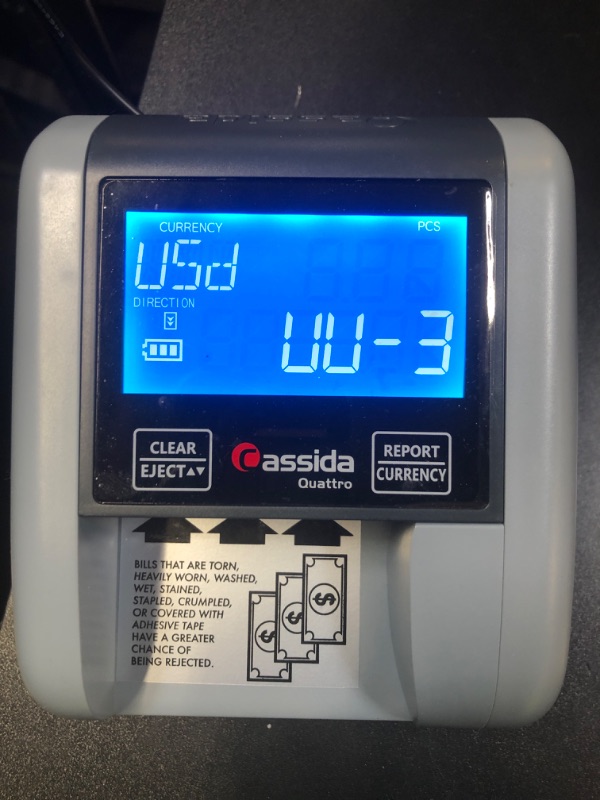 CURRENCY PCS
USd
DIRECTION
UU-3
CLEAR
EJECT▲▼
Cassida
Quattro
REPORT
CURRENCY
BILLS THAT ARE TORN,
HEAVILY WORN, WASHED,
WET, STAINED,
STAPLED, CRUMPLED,
OR COVERED WITH
ADHESIVE TAPE
HAVE A GREATER
CHANCE OF
BEING REJECTED.
$
$
$